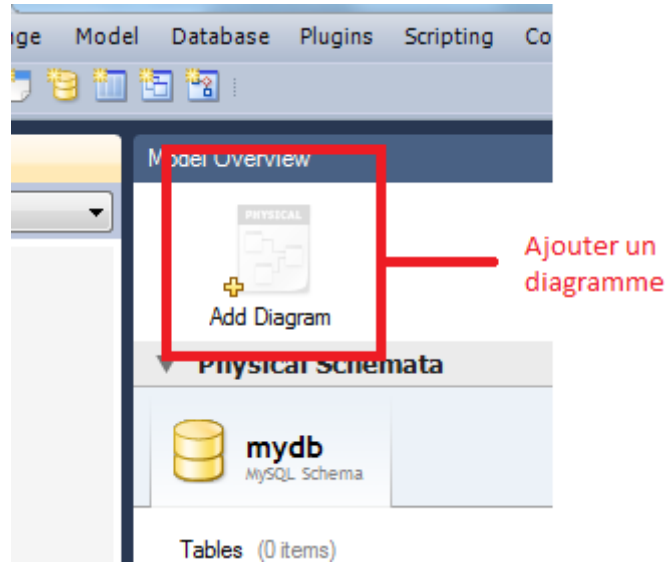 ge Model Database Plugins Scripting Co
Model Overview
PHYSICAL
Add Diagram
Ajouter un
diagramme
Physical Schemata
mydb
MySQL Schema
Tables (0 items)